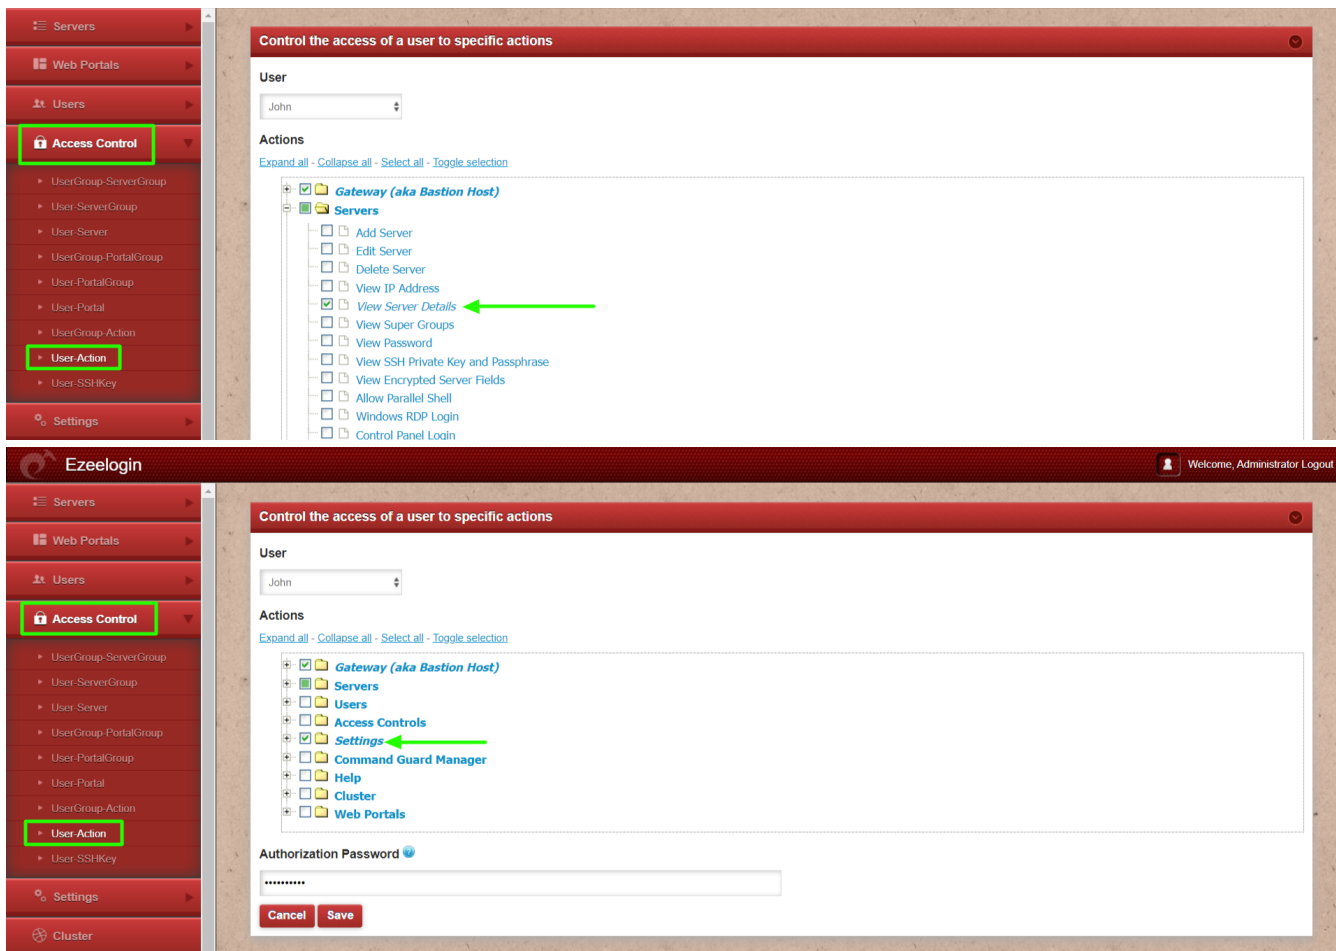 Servers
Web Portals
Users
Access Control
UserGroup-ServerGroup
User-ServerGroup
User-Server
UserGroup-PortalGroup
User-PortalGroup
User-Portal
UserGroup-Action
User-Action
User-SSHKey
Settings
Control the access of a user to specific actions
User
John
Actions
Expand all - Collapse all - Select all - Toggle selection
Gateway (aka Bastion Host)
Servers
Add Server
Edit Server
Delete Server
View IP Address
View Server Details
View Super Groups
View Password
View SSH Private Key and Passphrase
View Encrypted Server Fields
Allow Parallel Shell
Windows RDP Login
Control Panel Login
Ezeelogin
Welcome, Administrator Logout
Servers
Web Portals
Users
Access Control
UserGroup-ServerGroup
User-ServerGroup
User-Server
UserGroup-PortalGroup
User-PortalGroup
User-Portal
UserGroup-Action
User-Action
User-SSHKey
Settings
Cluster
Control the access of a user to specific actions
User
John
Actions
Expand all - Collapse all - Select all - Toggle selection
Gateway (aka Bastion Host)
Servers
Users
Access Controls
Settings
Command Guard Manager
Help
Cluster
Web Portals
Authorization Password
••••••••••
Cancel Save